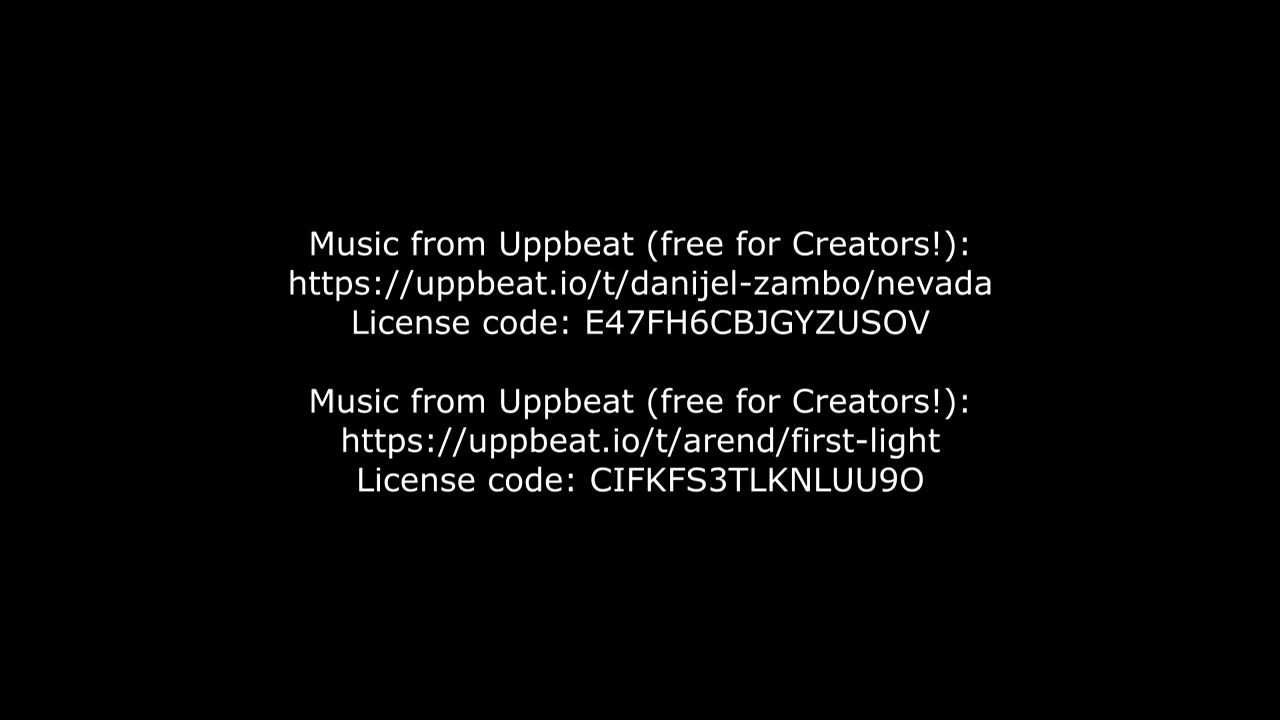 Music from Uppbeat (free for Creators!):
https://uppbeat.io/t/danijel-zambo/nevada
License code: E47FH6CBJGYZUSOV
Music from Uppbeat (free for Creators!):
https://uppbeat.io/t/arend/first-light
License code: CIFKFS3TLKNLUU9O